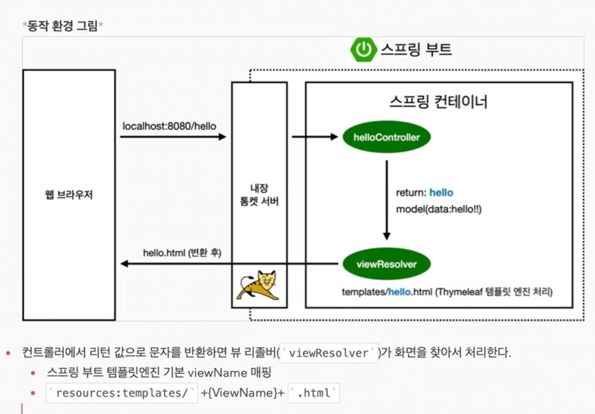 *동작 환경 그림*
스프링 부트
스프링 컨테이너
localhost:8080/hello
helloController
웹 브라우저
내장
톰켓 서버
return: hello
model(data:hello!!)
hello.html (변환 후)
viewResolver
templates/hello.html (Thymeleaf 템플릿 엔진 처리)
컨트롤러에서 리턴 값으로 문자를 반환하면 뷰 리졸버(`viewResolver`)가 화면을 찾아서 처리한다.
스프링 부트 템플릿엔진 기본 viewName 매핑
`resources:templates/` +{ViewName}+ `.html`